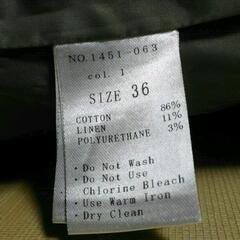 NO.1451-063
col. 1
SIZE 36
COTTON 86%
LINEN 11%
POLYURETHANE 3%
・Do Not Wash
・Do Not Use
Chlorine Bleach
・Use Warm Iron
・Dry Clean